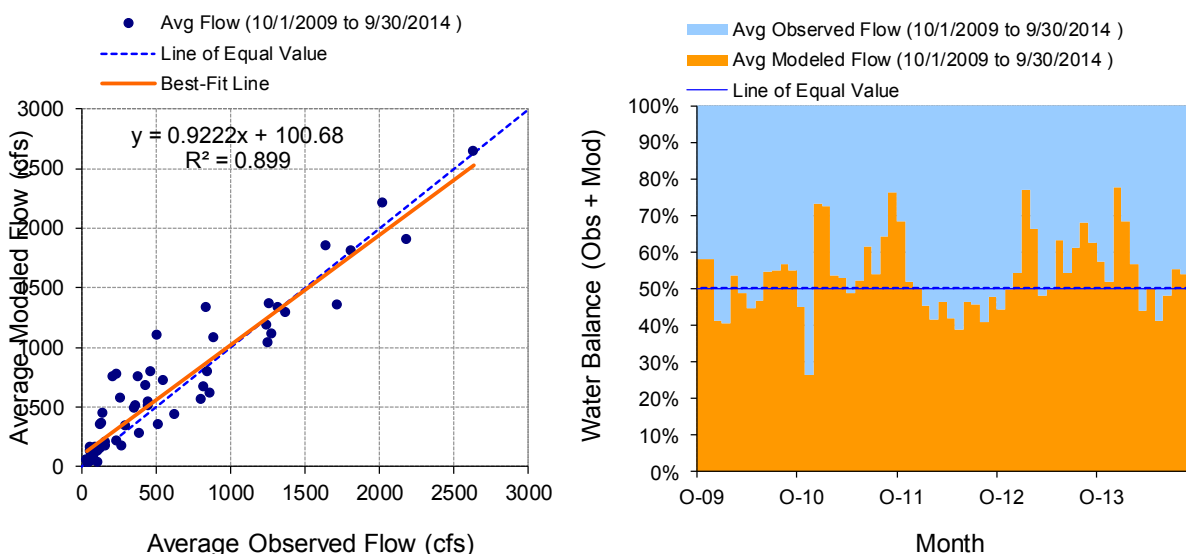 Avg Flow (10/1/2009 to 9/30/2014 )
Line of Equal Value
Best-Fit Line
y = 0.9222x + 100.68
R² = 0.899
Average Modeled Flow (cfs)
3000
2500
2000
1500
1000
500
0
0 500 1000 1500 2000 2500 3000
Average Observed Flow (cfs)
Avg Observed Flow (10/1/2009 to 9/30/2014 )
Avg Modeled Flow (10/1/2009 to 9/30/2014 )
Line of Equal Value
Water Balance (Obs + Mod)
100%
90%
80%
70%
60%
50%
40%
30%
20%
10%
0%
O-09 O-10 O-11 O-12 O-13
Month